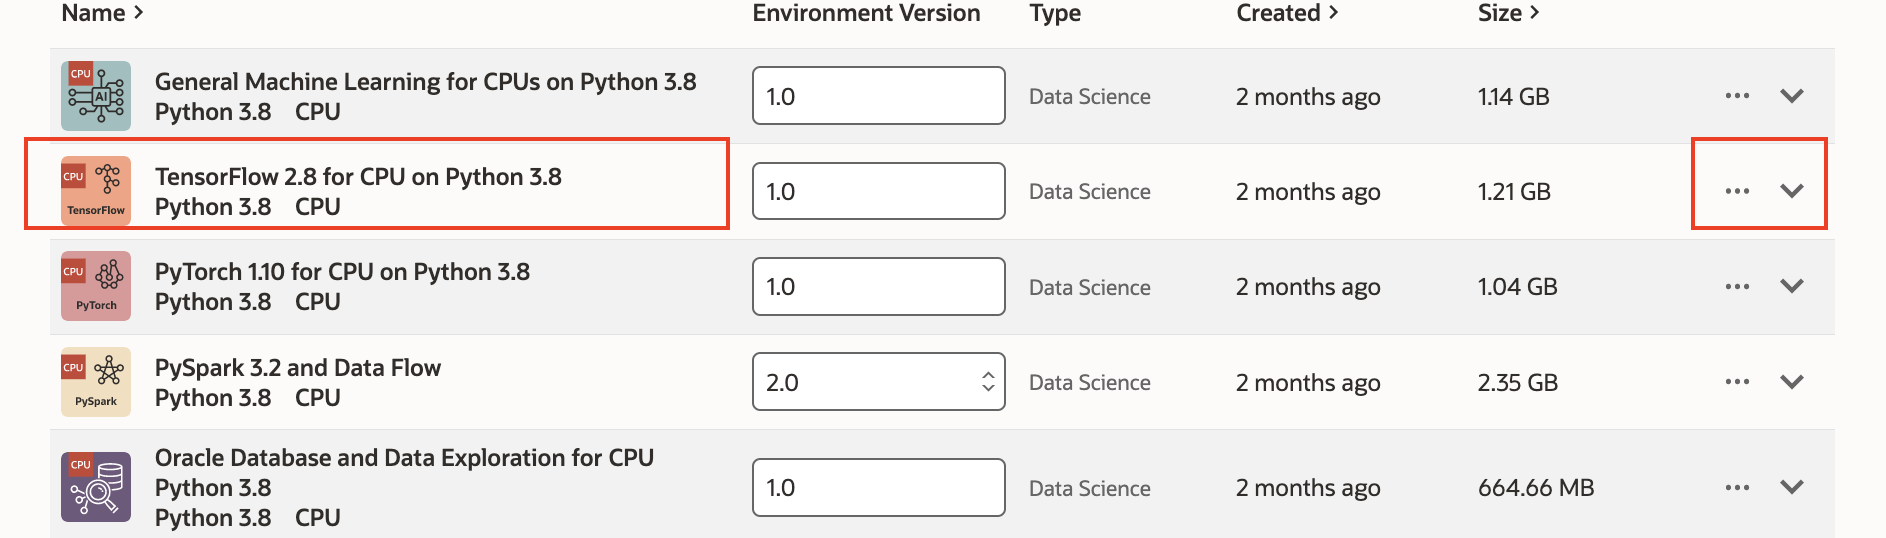 Name Environment Version Type Created Size
CPU
AI
General Machine Learning for CPUs on Python 3.8
Python 3.8 CPU
1.0 Data Science 2 months ago 1.14 GB
CPU
TensorFlow
TensorFlow 2.8 for CPU on Python 3.8
Python 3.8 CPU
1.0 Data Science 2 months ago 1.21 GB
CPU
PyTorch
PyTorch 1.10 for CPU on Python 3.8
Python 3.8 CPU
1.0 Data Science 2 months ago 1.04 GB
CPU
PySpark
PySpark 3.2 and Data Flow
Python 3.8 CPU
2.0 Data Science 2 months ago 2.35 GB
CPU
Oracle Database and Data Exploration for CPU
Python 3.8
Python 3.8 CPU
1.0 Data Science 2 months ago 664.66 MB